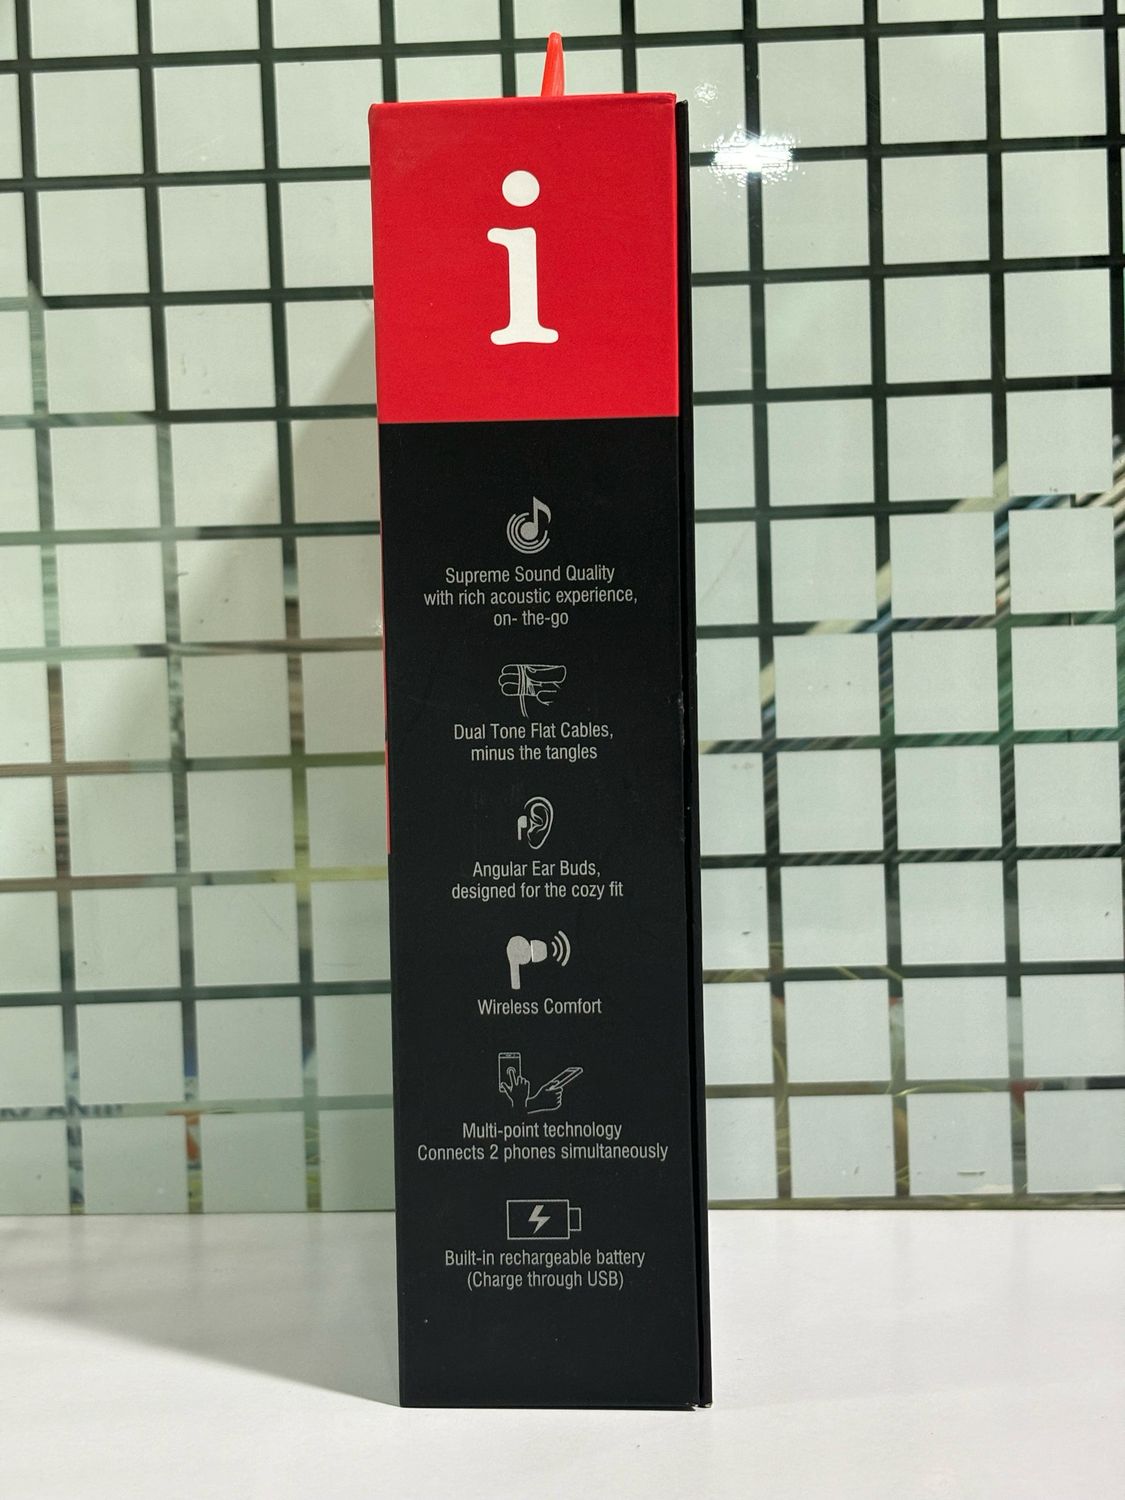 i
Supreme Sound Quality
with rich acoustic experience,
on- the-go
Dual Tone Flat Cables,
minus the tangles
Angular Ear Buds,
designed for the cozy fit
Wireless Comfort
Multi-point technology
Connects 2 phones simultaneously
Built-in rechargeable battery
(Charge through USB)